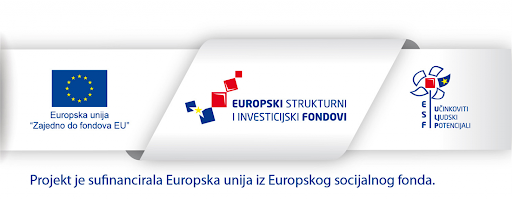 Europska unija
"Zajedno do fondova EU"
EUROPSKI STRUKTURNI
I INVESTICIJSKI FONDOVI
ESF
UČINKOVITI
LJUDSKI
POTENCIJALI
Projekt je sufinancirala Europska unija iz Europskog socijalnog fonda.